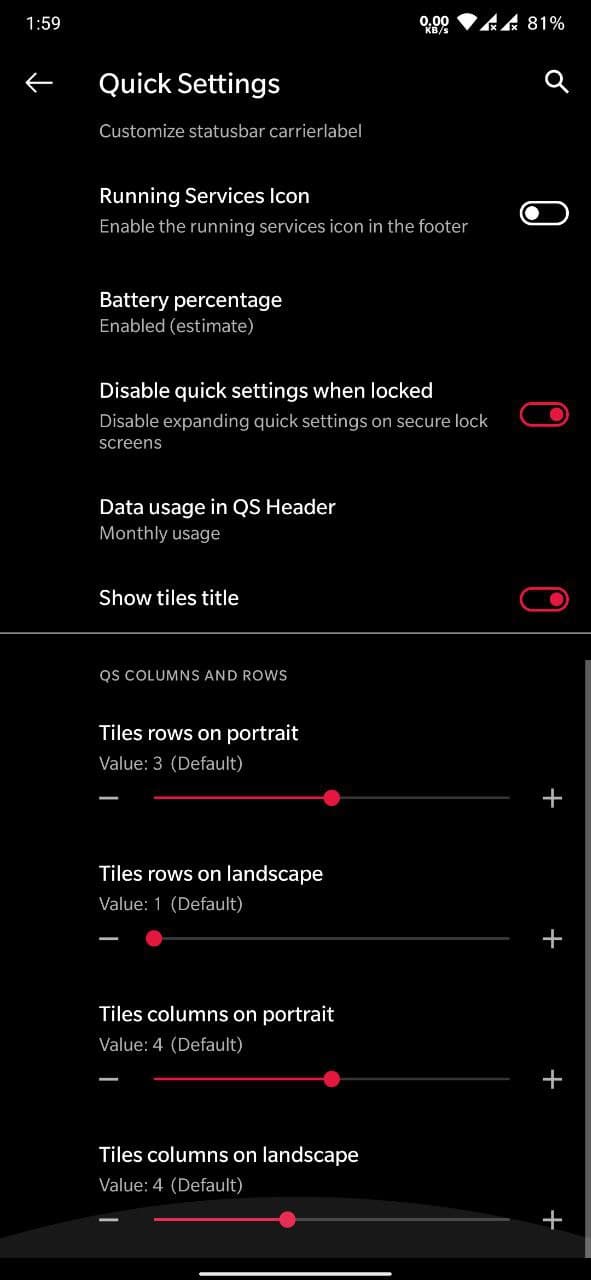 1:59
0.00
KB/s
81%
Quick Settings
Customize statusbar carrierlabel
Running Services Icon
Enable the running services icon in the footer
Battery percentage
Enabled (estimate)
Disable quick settings when locked
Disable expanding quick settings on secure lock
screens
Data usage in QS Header
Monthly usage
Show tiles title
QS COLUMNS AND ROWS
Tiles rows on portrait
Value: 3 (Default)
Tiles rows on landscape
Value: 1 (Default)
Tiles columns on portrait
Value: 4 (Default)
Tiles columns on landscape
Value: 4 (Default)